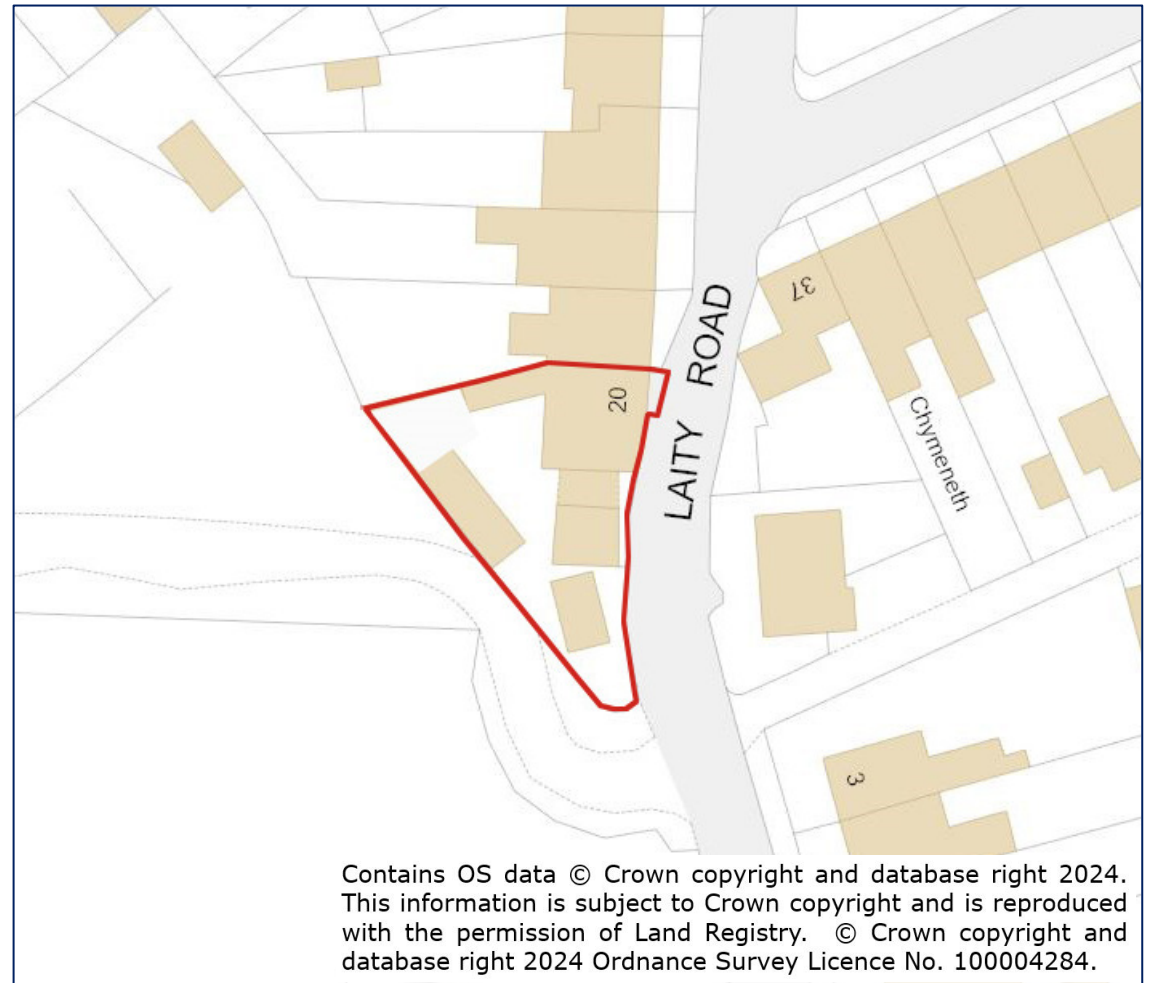 37
LAITY ROAD
20
Chymeneth
3
Contains OS data © Crown copyright and database right 2024.
This information is subject to Crown copyright and is reproduced
with the permission of Land Registry. © Crown copyright and
database right 2024 Ordnance Survey Licence No. 100004284.